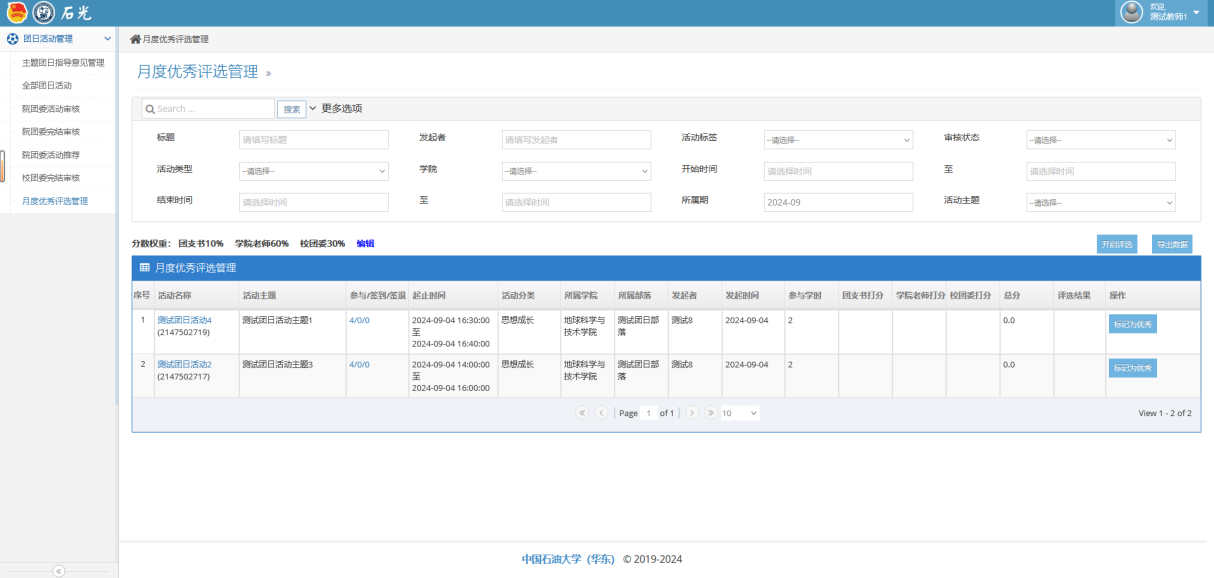 石光
欢迎,
测试教师1
团日活动管理
主题团日指导意见管理
全部团日活动
院团委活动审核
院团委完结审核
院团委活动推荐
校团委完结审核
月度优秀评选管理
月度优秀评选管理
月度优秀评选管理 »
Search ... 搜索 更多选项
标题 请填写标题 发起者 请填写发起者 活动标签 --请选择-- 审核状态 --请选择--
活动类型 --请选择-- 学院 --请选择-- 开始时间 请选择时间 至 请选择时间
结束时间 请选择时间 至 请选择时间 所属期 2024-09 活动主题 --请选择--
分数权重: 团支书10% 学院老师60% 校团委30% 编辑 开启评选 导出数据
月度优秀评选管理
序号 活动名称 活动主题 参与/签到/签退 起止时间 活动分类 所属学院 所属部落 发起者 发起时间 参与学时 团支书打分 学院老师打分 校团委打分 总分 评选结果 操作
1 测试团日活动4 测试团日活动主题1 4/0/0 2024-09-04 16:30:00 思想成长 地球科学与 测试团日部 测试8 2024-09-04 2 0.0 标记为优秀
(2147502719) 至 技术学院 落
2024-09-04 16:40:00
2 测试团日活动2 测试团日活动主题3 4/0/0 2024-09-04 14:00:00 思想成长 地球科学与 测试团日部 测试8 2024-09-04 2 0.0 标记为优秀
(2147502717) 至 技术学院 落
2024-09-04 16:00:00
Page 1 of 1 10 View 1 - 2 of 2
中国石油大学（华东） © 2019-2024